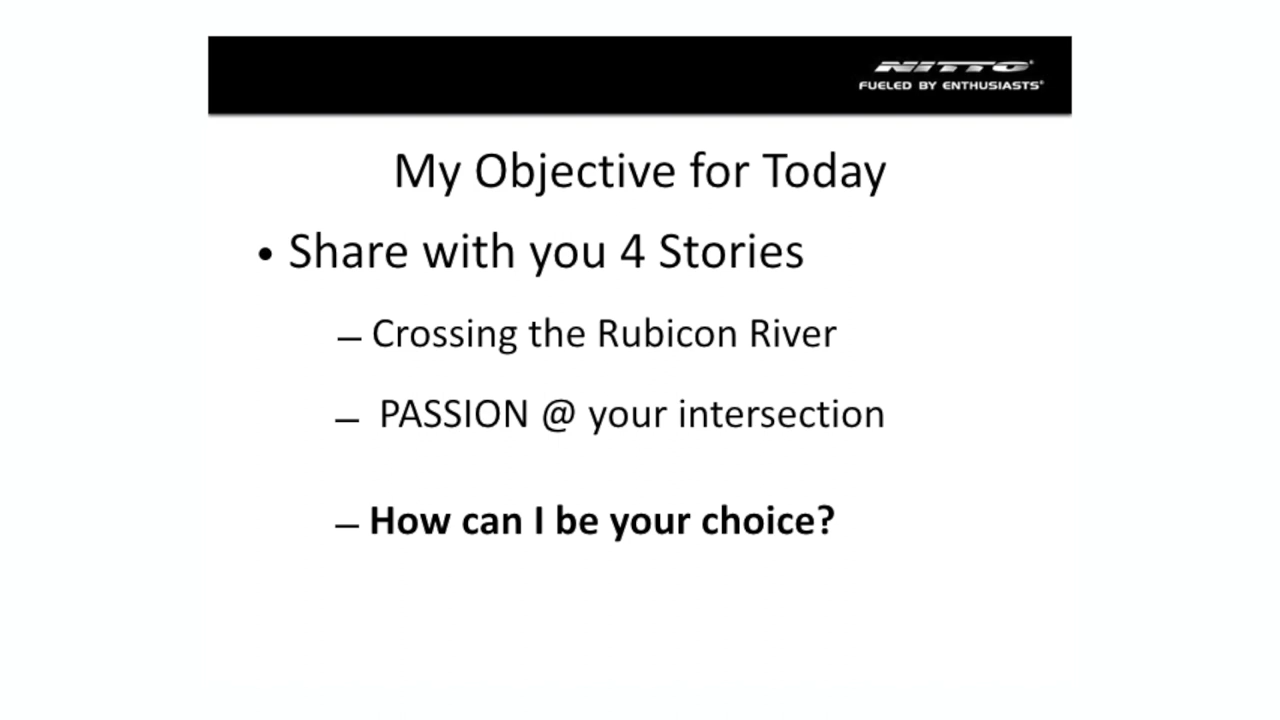 NITTO®
FUELED BY ENTHUSIASTS®
My Objective for Today
• Share with you 4 Stories
– Crossing the Rubicon River
– PASSION @ your intersection
– How can I be your choice?